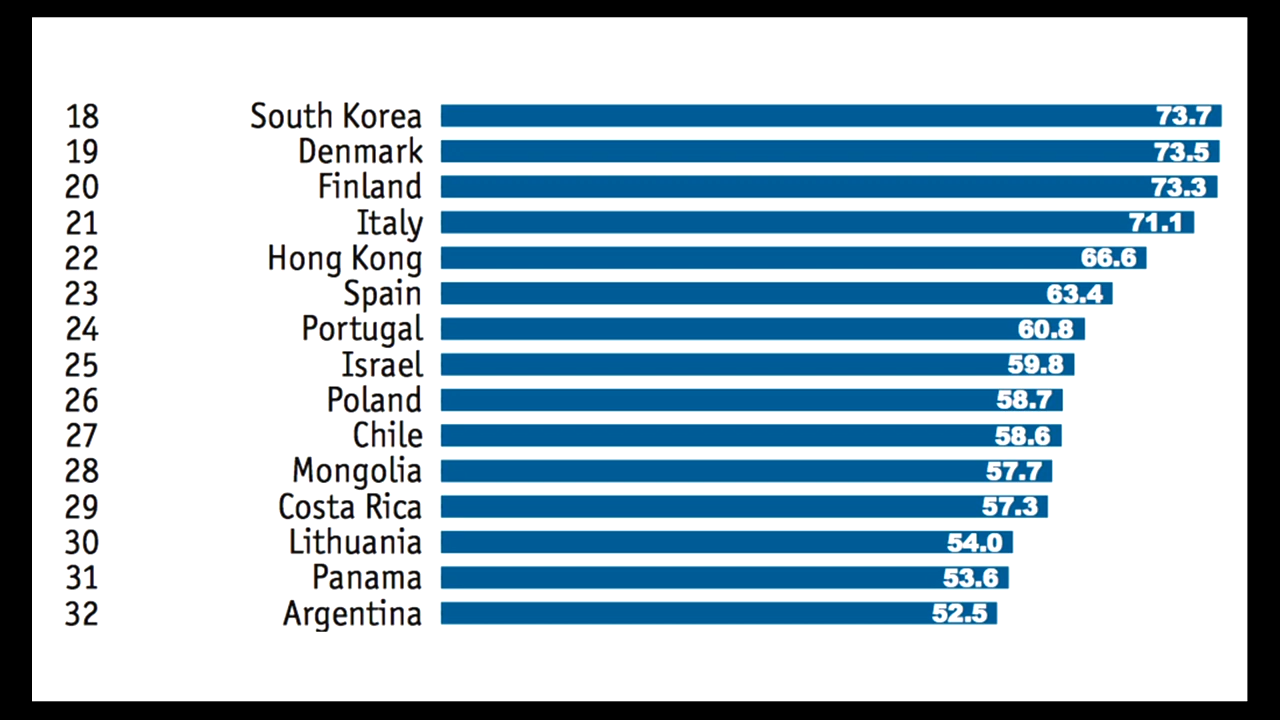 18 South Korea 73.7
19 Denmark 73.5
20 Finland 73.3
21 Italy 71.1
22 Hong Kong 66.6
23 Spain 63.4
24 Portugal 60.8
25 Israel 59.8
26 Poland 58.7
27 Chile 58.6
28 Mongolia 57.7
29 Costa Rica 57.3
30 Lithuania 54.0
31 Panama 53.6
32 Argentina 52.5